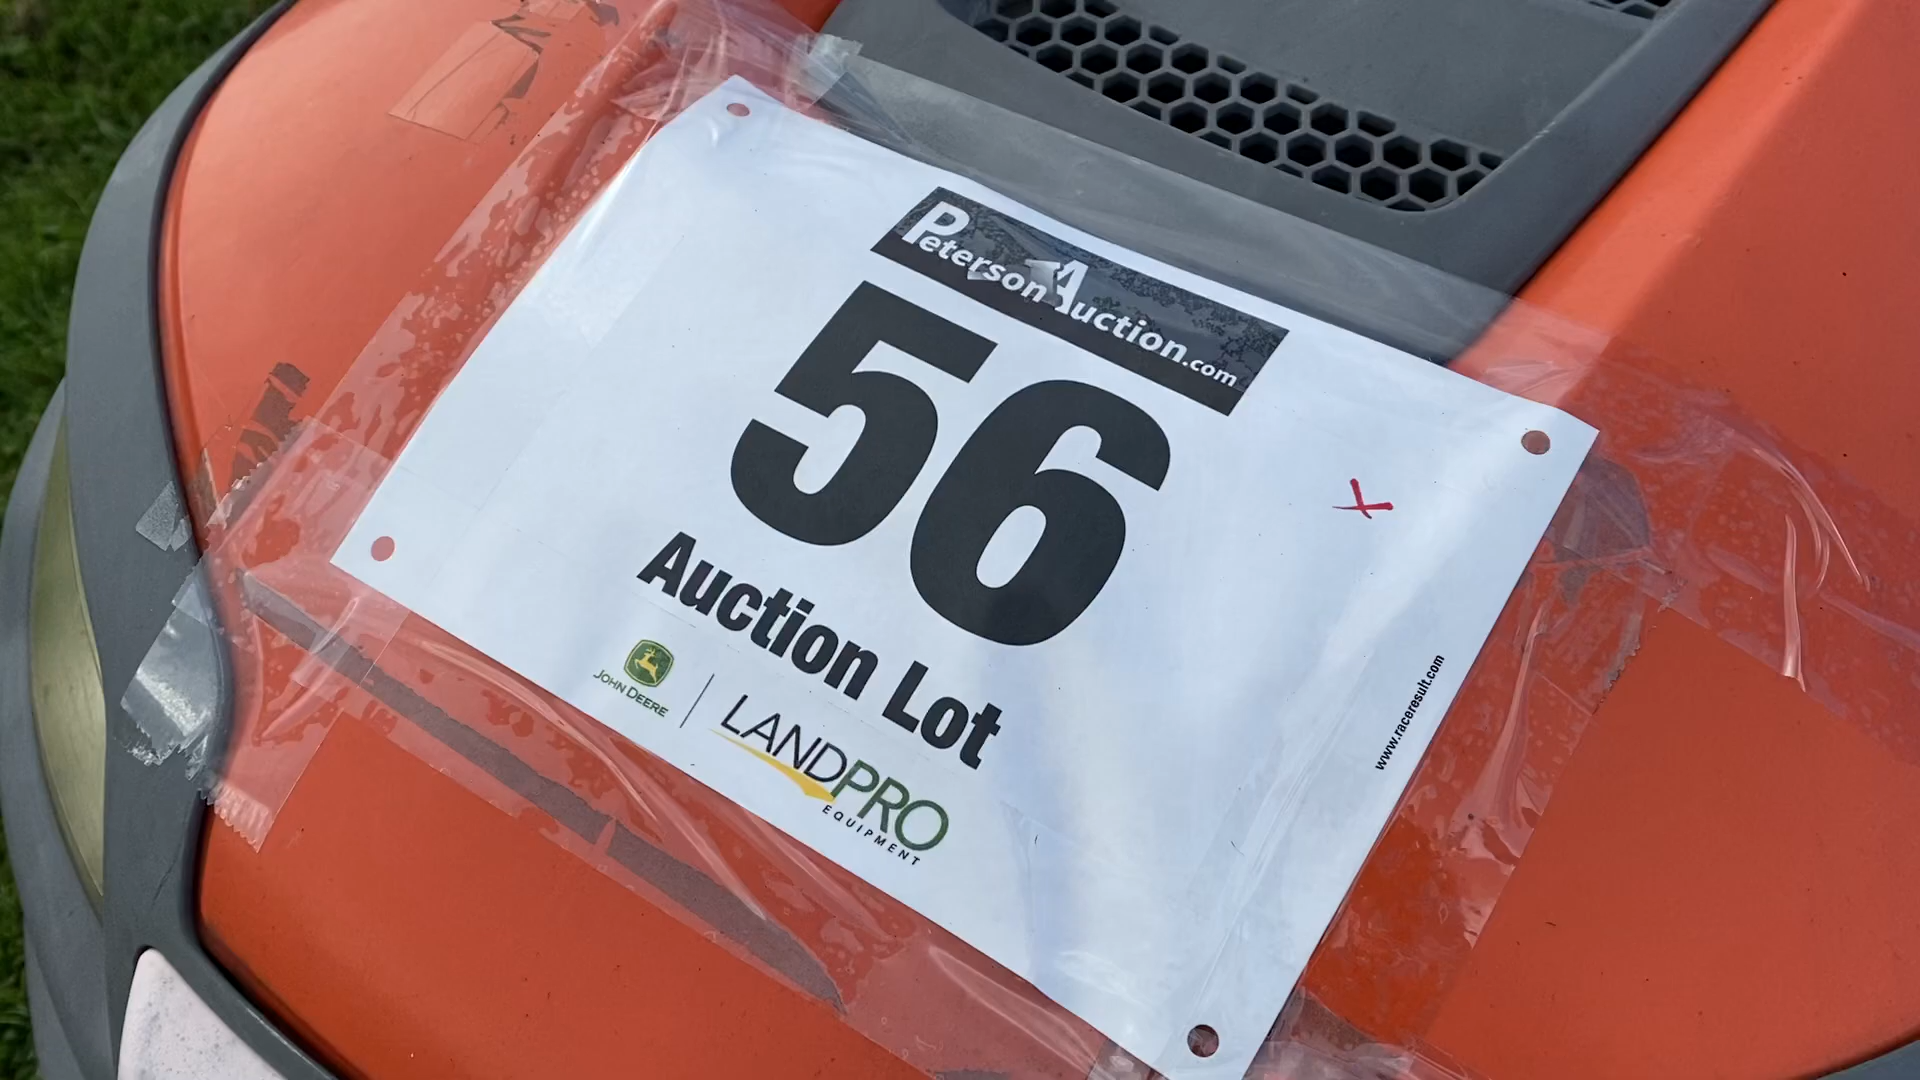 PetersonAuction.com
56
Auction Lot
JOHN DEERE
LANDPRO
EQUIPMENT
www.raceresult.com
X